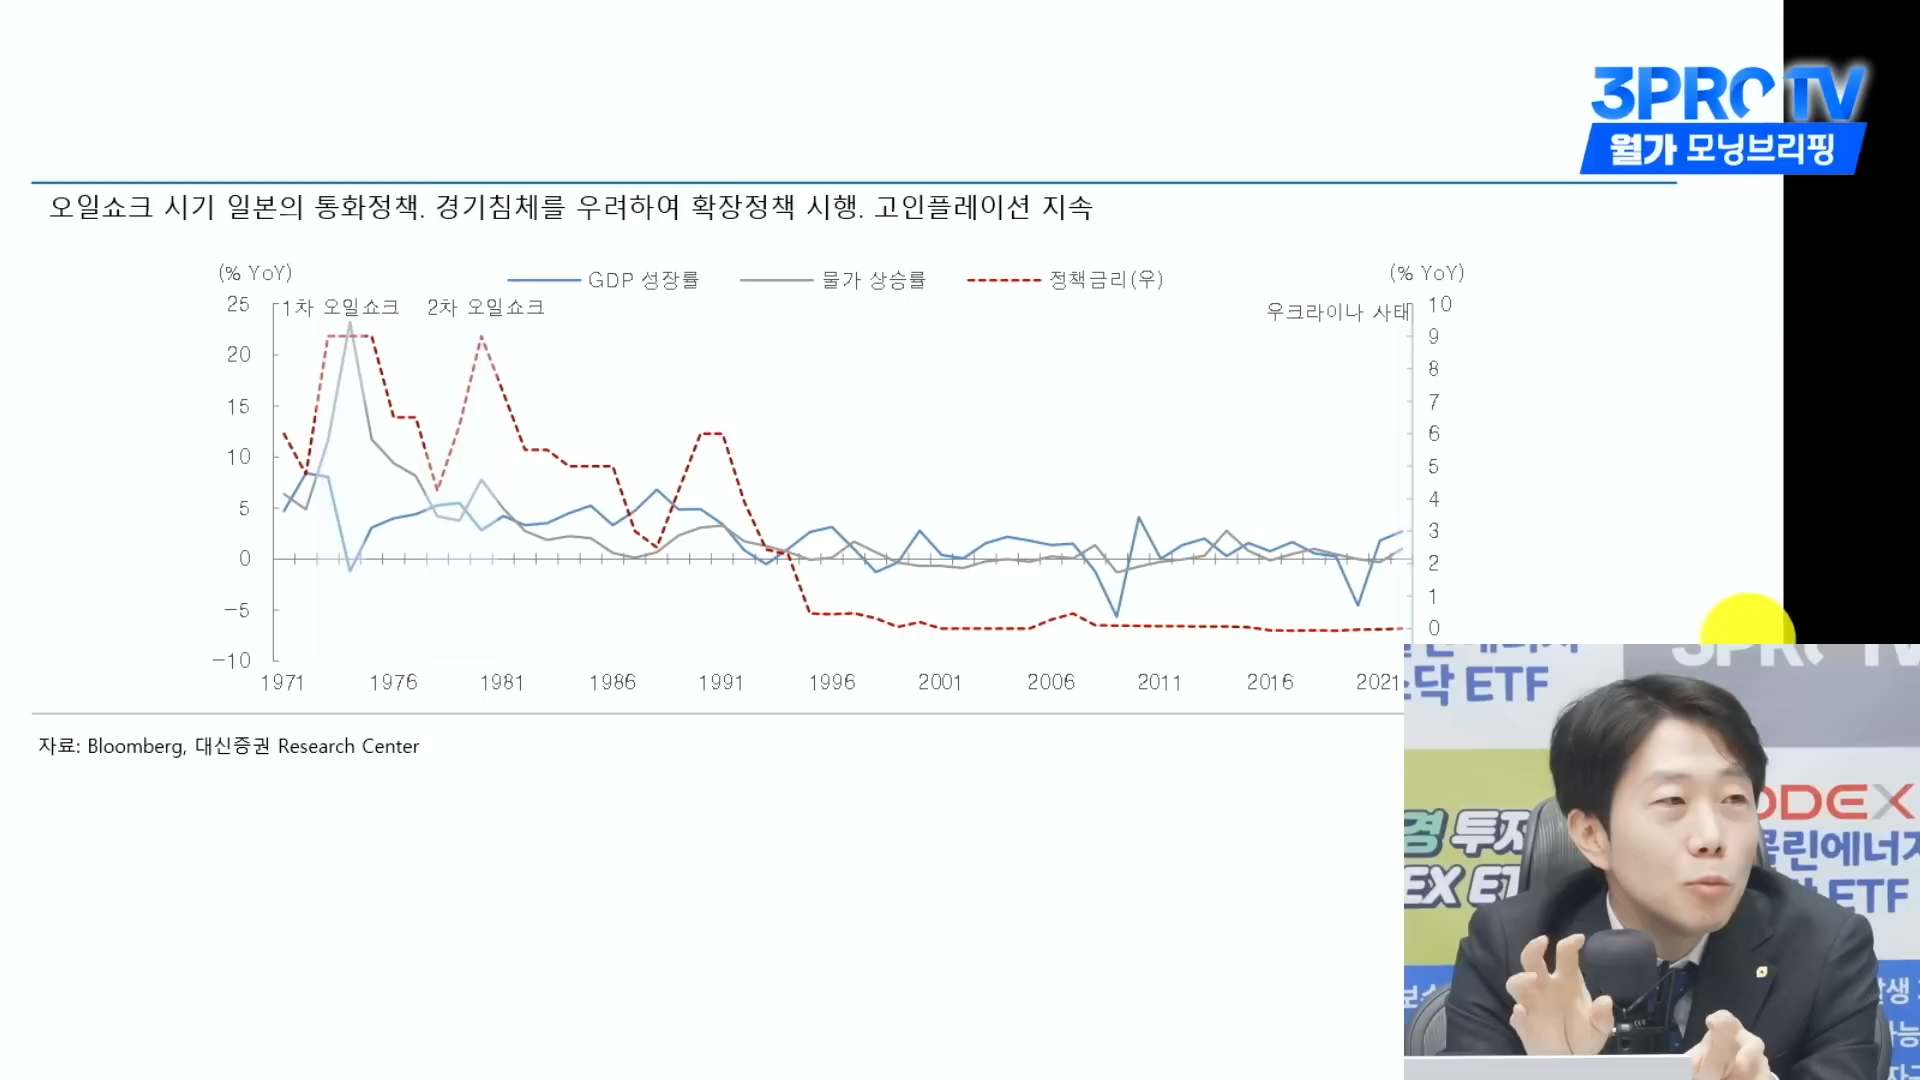 3PRO TV
월가 모닝브리핑
오일쇼크 시기 일본의 통화정책. 경기침체를 우려하여 확장정책 시행. 고인플레이션 지속
(% YoY)
GDP 성장률
물가 상승률
정책금리(우)
(% YoY)
1차 오일쇼크
2차 오일쇼크
우크라이나 사태
25
20
15
10
5
0
-5
-10
10
9
8
7
6
5
4
3
2
1
0
1971
1976
1981
1986
1991
1996
2001
2006
2011
2016
2021
자료: Bloomberg, 대신증권 Research Center
3PRO TV
ETF
ETF